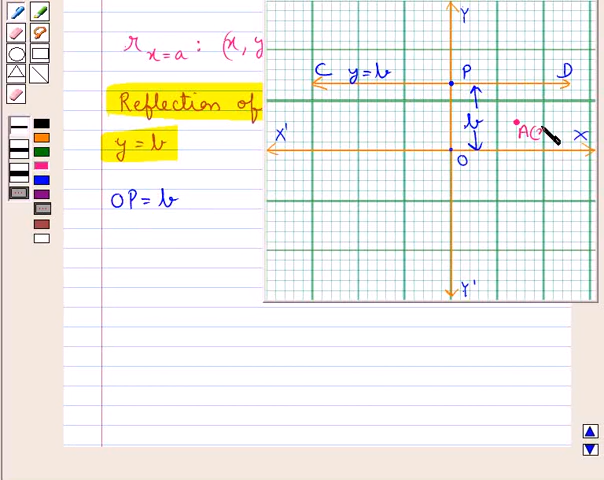 r x=a : (x, y
Reflection of
y = b
OP = b
Y
C y = b P D
b
A(
X' X
O
Y'